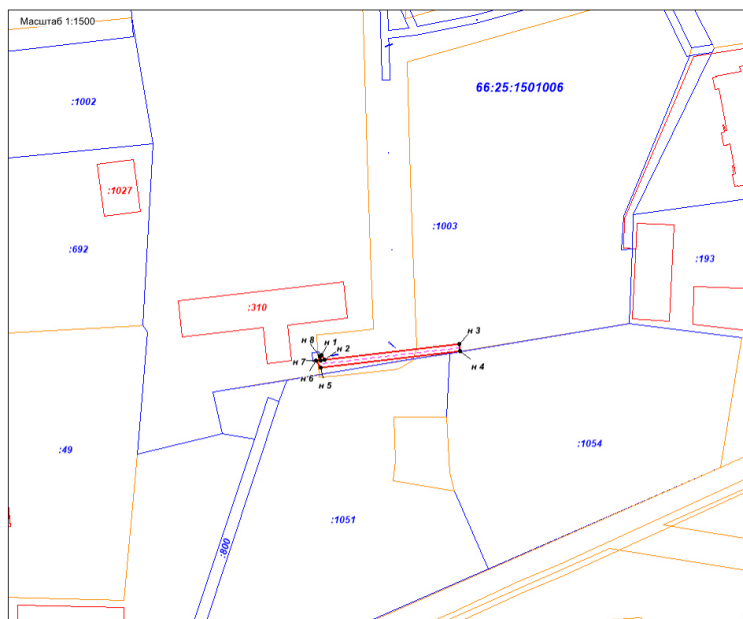 Масштаб 1:1500
66:25:1501006
:1002
:1027
:1003
:692
:193
:310
н 8
н 1
н 2
н 3
н 7
н 4
н 6
н 5
:49
:1054
:1051
:800